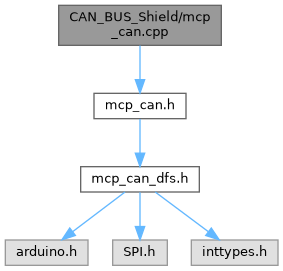 CAN_BUS_Shield/mcp
_can.cpp
mcp_can.h
mcp_can_dfs.h
arduino.h
SPI.h
inttypes.h